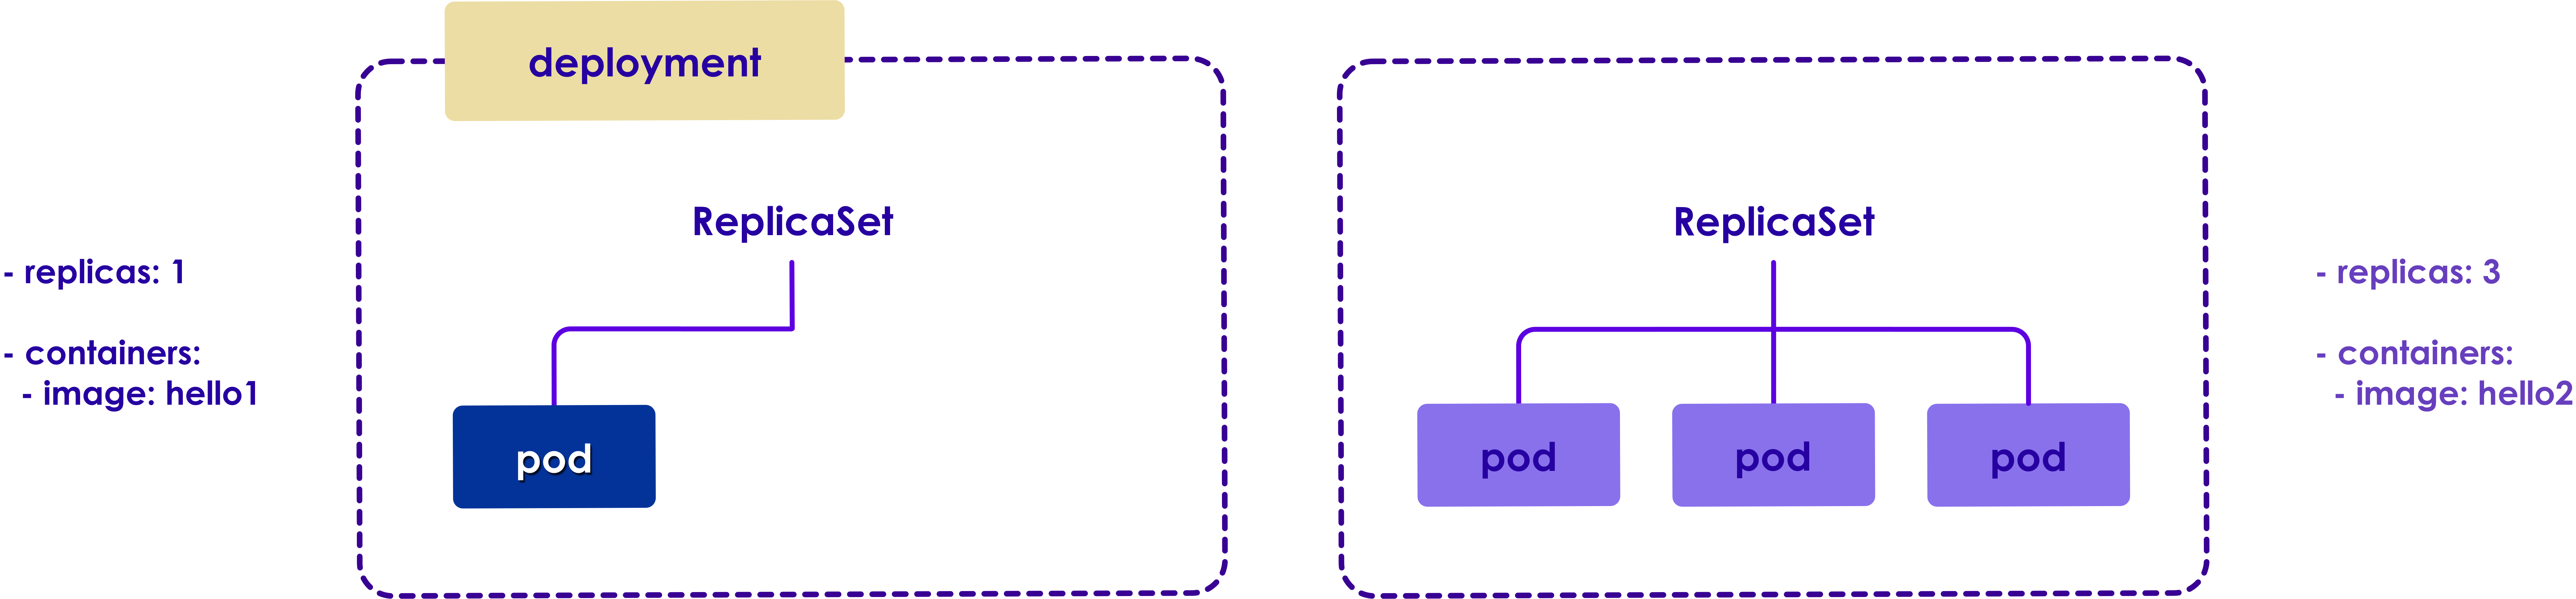 deployment
ReplicaSet
- replicas: 1
- containers:
- image: hello1
pod
ReplicaSet
- replicas: 3
- containers:
- image: hello2
pod
pod
pod